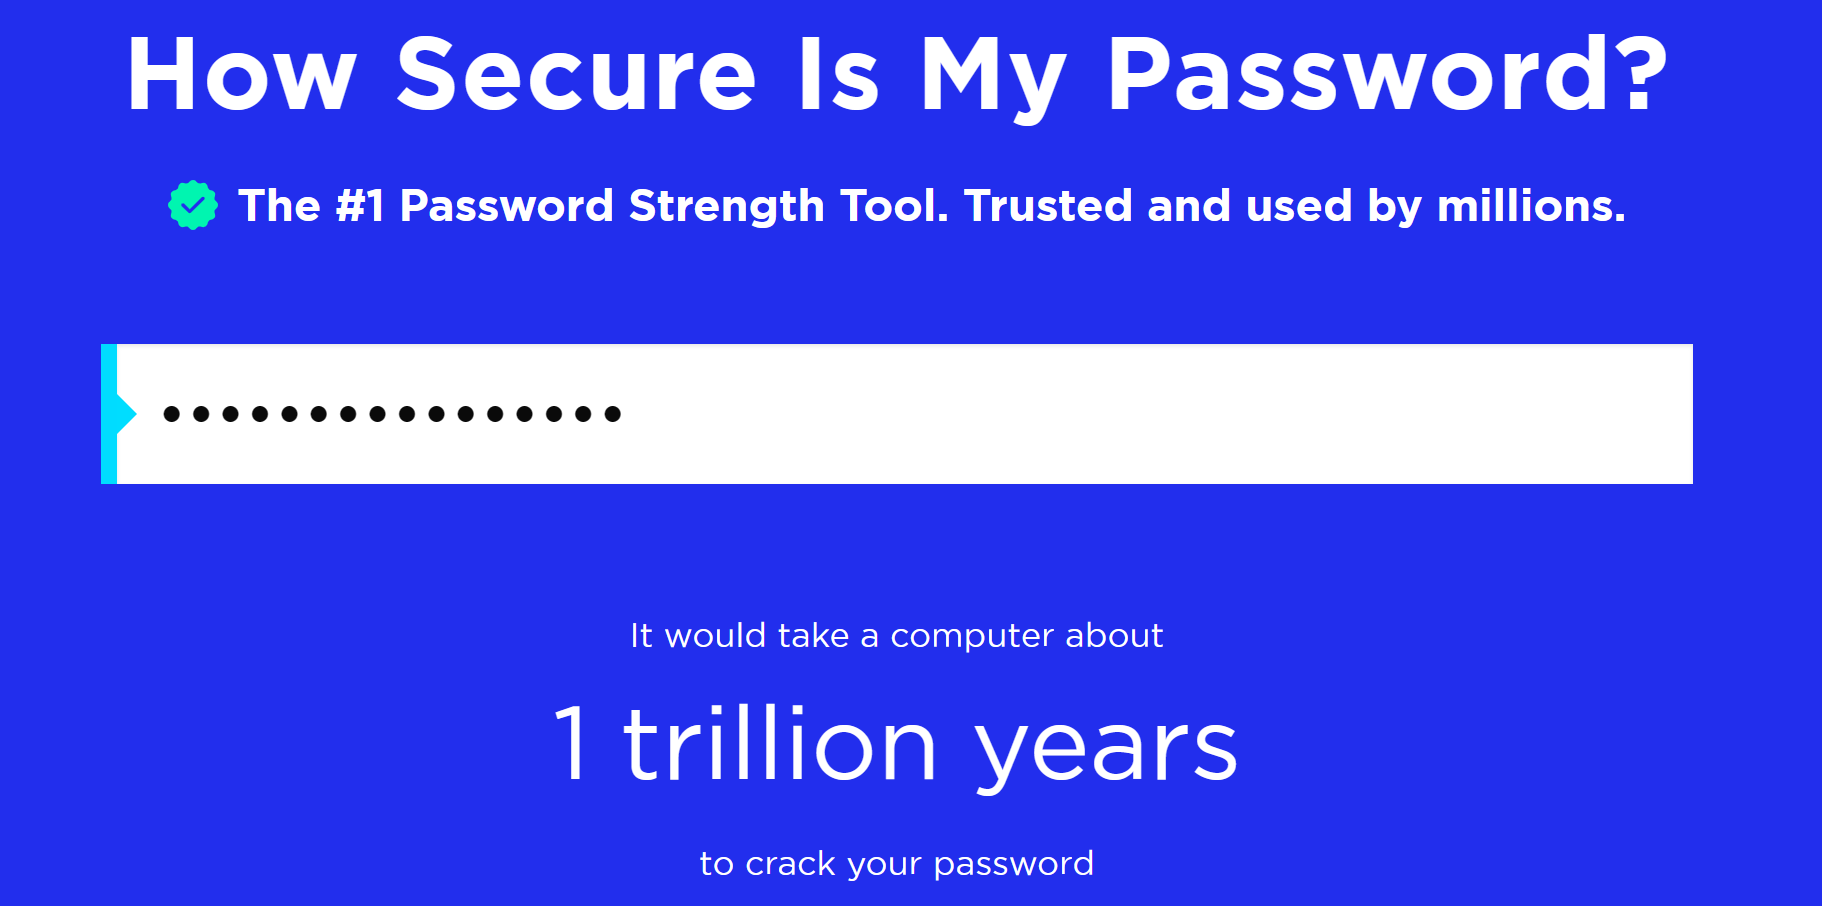 How Secure Is My Password?
The #1 Password Strength Tool. Trusted and used by millions.
••••••••••••••••
It would take a computer about
1 trillion years
to crack your password